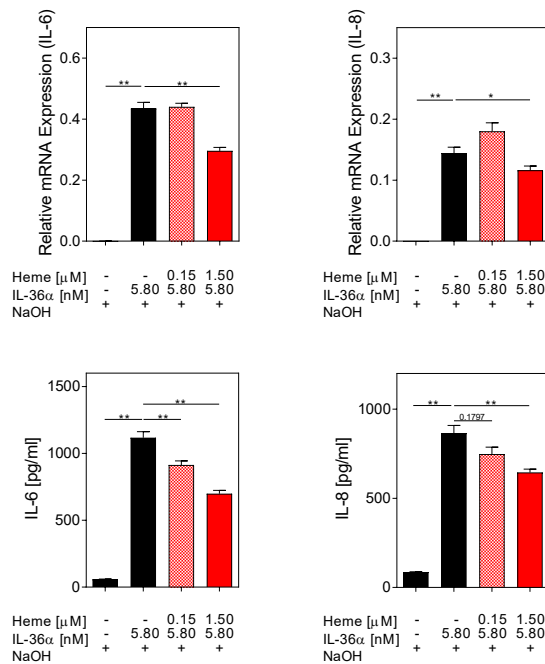 Relative mRNA Expression (IL-6)
0.6
0.4
0.2
0.0
** **
Heme [μM] - - 0.15 1.50
IL-36α [nM] - 5.80 5.80 5.80
NaOH + + + +
Relative mRNA Expression (IL-8)
0.3
0.2
0.1
0.0
** *
Heme [μM] - - 0.15 1.50
IL-36α [nM] - 5.80 5.80 5.80
NaOH + + + +
IL-6 [pg/ml]
1500
1000
500
0
**
** **
Heme [μM] - - 0.15 1.50
IL-36α [nM] - 5.80 5.80 5.80
NaOH + + + +
IL-8 [pg/ml]
1000
500
0
** **
0.1797
Heme [μM] - - 0.15 1.50
IL-36α [nM] - 5.80 5.80 5.80
NaOH + + + +